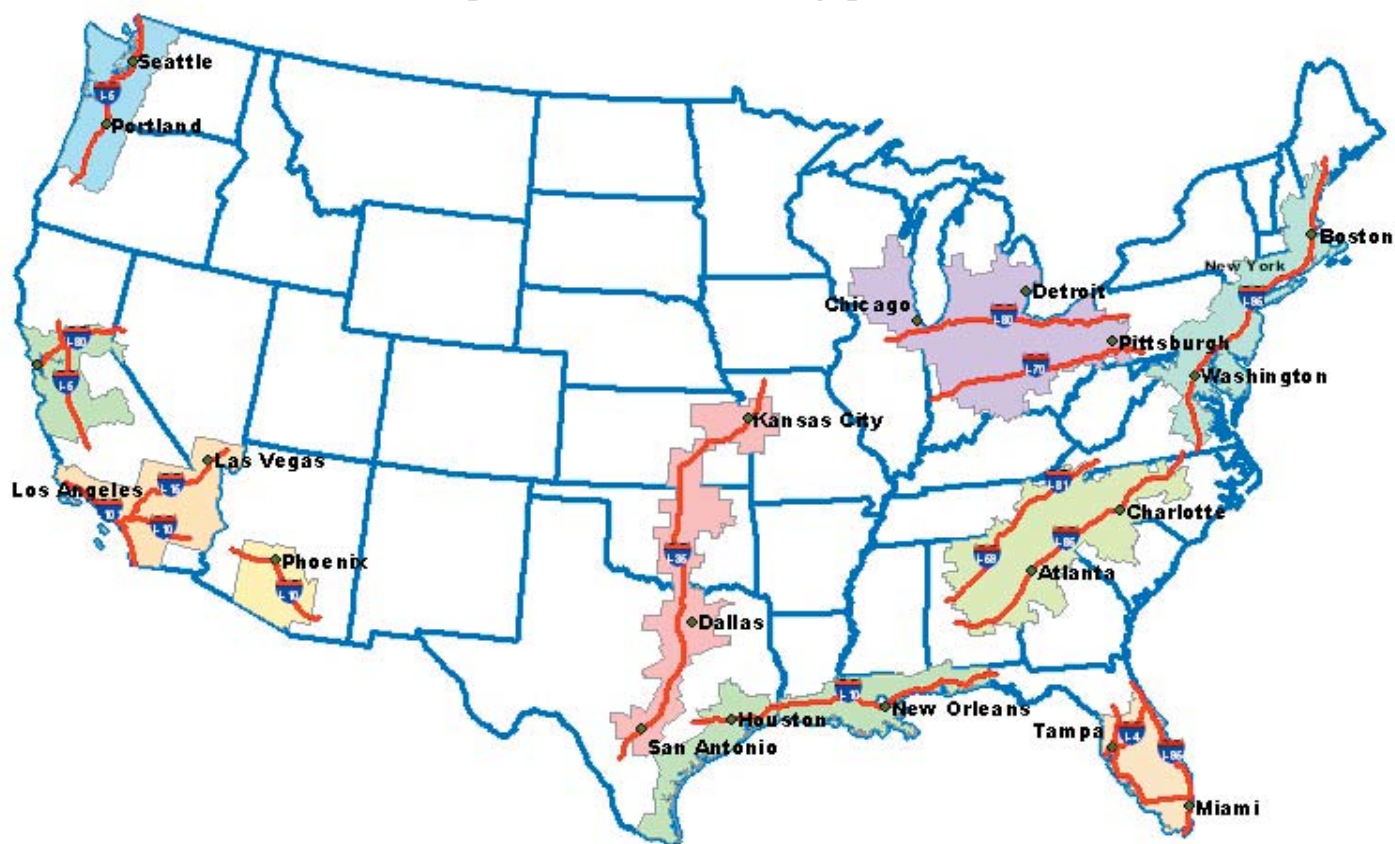 Seattle
I-5
Portland
Boston
New York
I-95
Chicago
Detroit
I-80
Pittsburgh
I-70
Washington
I-80
I-5
Kansas City
Las Vegas
Los Angeles
I-15
10
I-10
I-81
Charlotte
I-85
Atlanta
Phoenix
I-10
I-35
Dallas
I-10
Houston
New Orleans
San Antonio
Tampa
I-4
I-95
Miami